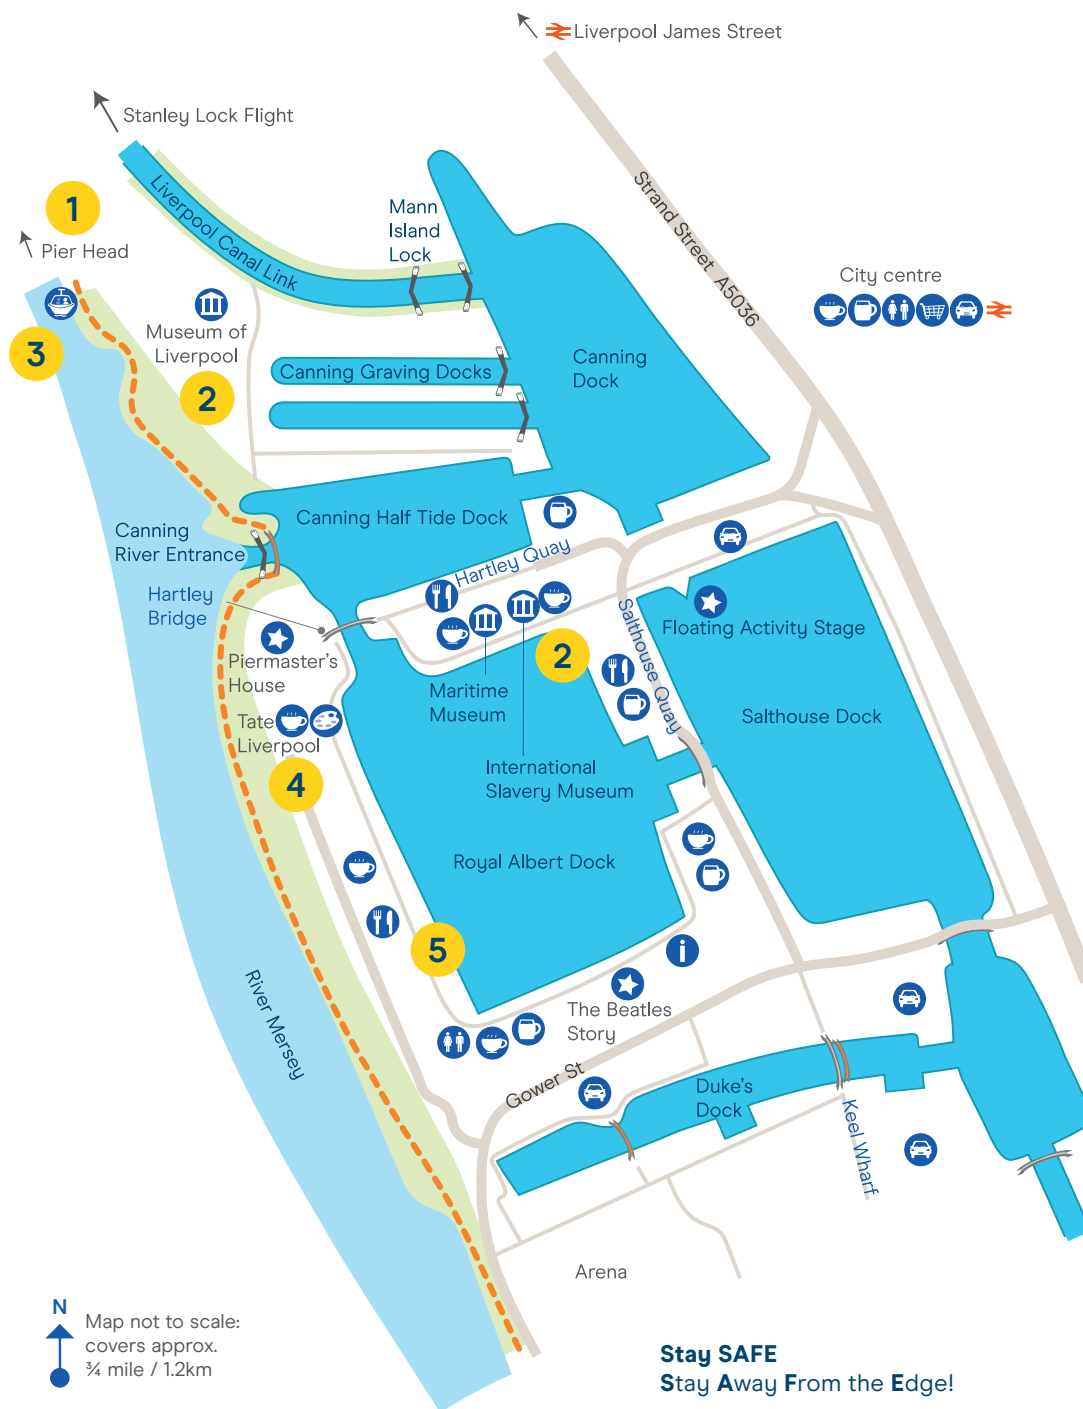 Liverpool James Street
Stanley Lock Flight
1
Pier Head
Liverpool Canal Link
Mann
Island
Lock
Strand Street A5036
City centre
3
Museum of
Liverpool
2
Canning Graving Docks
Canning
Dock
Canning Half Tide Dock
Canning
River Entrance
Hartley
Bridge
Hartley Quay
Salthouse Quay
Floating Activity Stage
Piermaster's
House
2
Maritime
Museum
Salthouse Dock
Tate
Liverpool
4
International
Slavery Museum
Royal Albert Dock
5
i
River Mersey
The Beatles
Story
Gower St
Duke's
Dock
Keel Wharf
Arena
N
Map not to scale:
covers approx.
¾ mile / 1.2km
Stay SAFE
Stay Away From the Edge!